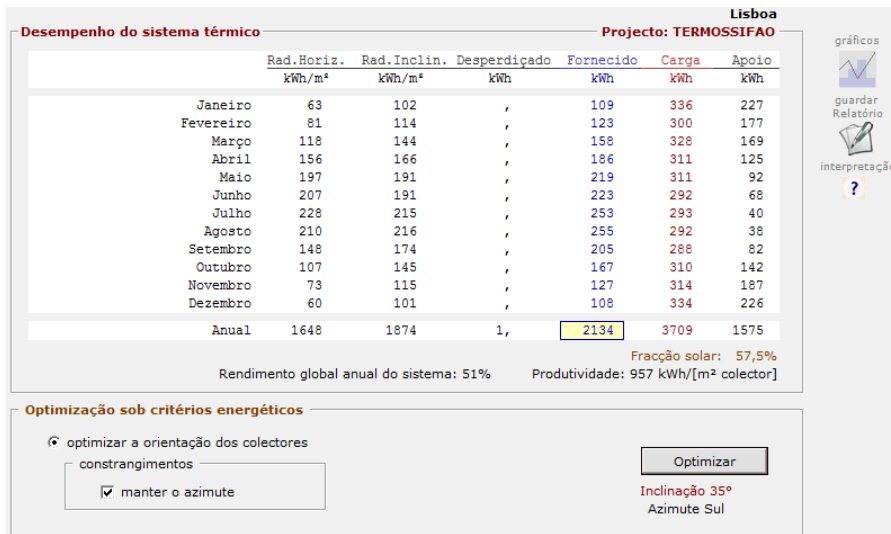 Lisboa
Desempenho do sistema térmico Projecto: TERMOSSIFAO
Rad.Horiz. Rad.Inclin. Desperdiçado Fornecido Carga Apoio
kWh/m² kWh/m² kWh kWh kWh kWh
Janeiro 63 102 , 109 336 227
Fevereiro 81 114 , 123 300 177
Março 118 144 , 158 328 169
Abril 156 166 , 186 311 125
Maio 197 191 , 219 311 92
Junho 207 191 , 223 292 68
Julho 228 215 , 253 293 40
Agosto 210 216 , 255 292 38
Setembro 148 174 , 205 288 82
Outubro 107 145 , 167 310 142
Novembro 73 115 , 127 314 187
Dezembro 60 101 , 108 334 226
Anual 1648 1874 1, 2134 3709 1575
Fracção solar: 57,5%
Rendimento global anual do sistema: 51% Produtividade: 957 kWh/[m² colector]
gráficos
guardar
Relatório
interpretaçã
?
Optimização sob critérios energéticos
optimizar a orientação dos colectores
constrangimentos
manter o azimute
Optimizar
Inclinação 35°
Azimute Sul